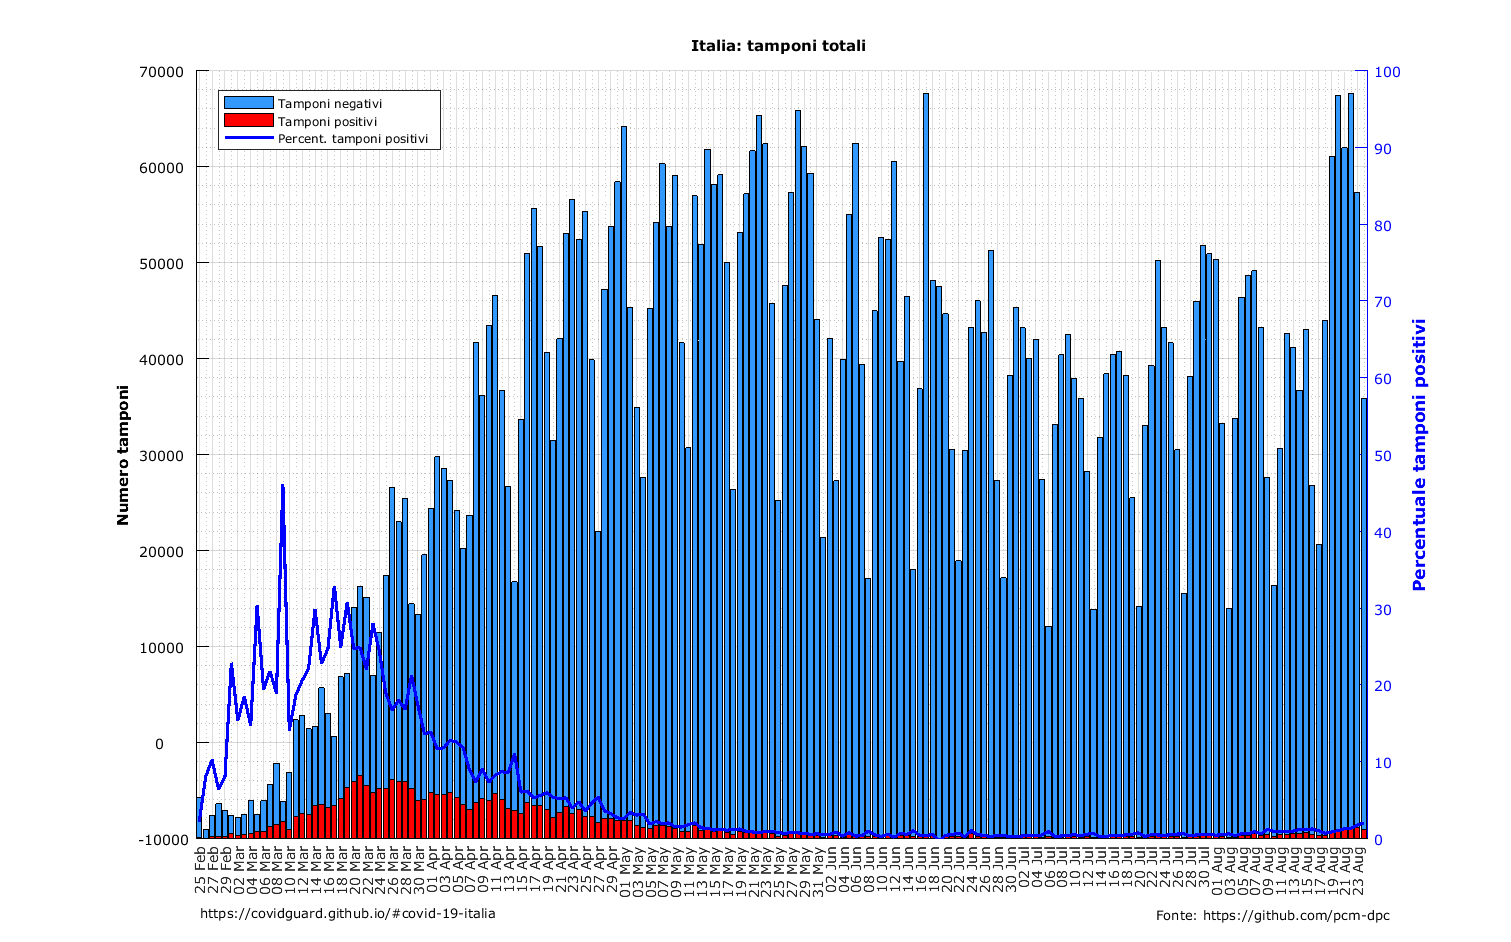 Italia: tamponi totali
Tamponi negativi
Tamponi positivi
Percent. tamponi positivi
Numero tamponi
70000
60000
50000
40000
30000
20000
10000
0
-10000
Percentuale tamponi positivi
100
90
80
70
60
50
40
30
20
10
0
25 Feb
27 Feb
29 Feb
02 Mar
04 Mar
06 Mar
08 Mar
10 Mar
12 Mar
14 Mar
16 Mar
18 Mar
20 Mar
22 Mar
24 Mar
26 Mar
28 Mar
30 Mar
01 Apr
03 Apr
05 Apr
07 Apr
09 Apr
11 Apr
13 Apr
15 Apr
17 Apr
19 Apr
21 Apr
23 Apr
25 Apr
27 Apr
29 Apr
01 May
03 May
05 May
07 May
09 May
11 May
13 May
15 May
17 May
19 May
21 May
23 May
25 May
27 May
29 May
31 May
02 Jun
04 Jun
06 Jun
08 Jun
10 Jun
12 Jun
14 Jun
16 Jun
18 Jun
20 Jun
22 Jun
24 Jun
26 Jun
28 Jun
30 Jun
02 Jul
04 Jul
06 Jul
08 Jul
10 Jul
12 Jul
14 Jul
16 Jul
18 Jul
20 Jul
22 Jul
24 Jul
26 Jul
28 Jul
30 Jul
01 Aug
03 Aug
05 Aug
07 Aug
09 Aug
11 Aug
13 Aug
15 Aug
17 Aug
19 Aug
21 Aug
23 Aug
https://covidguard.github.io/#covid-19-italia
Fonte: https://github.com/pcm-dpc